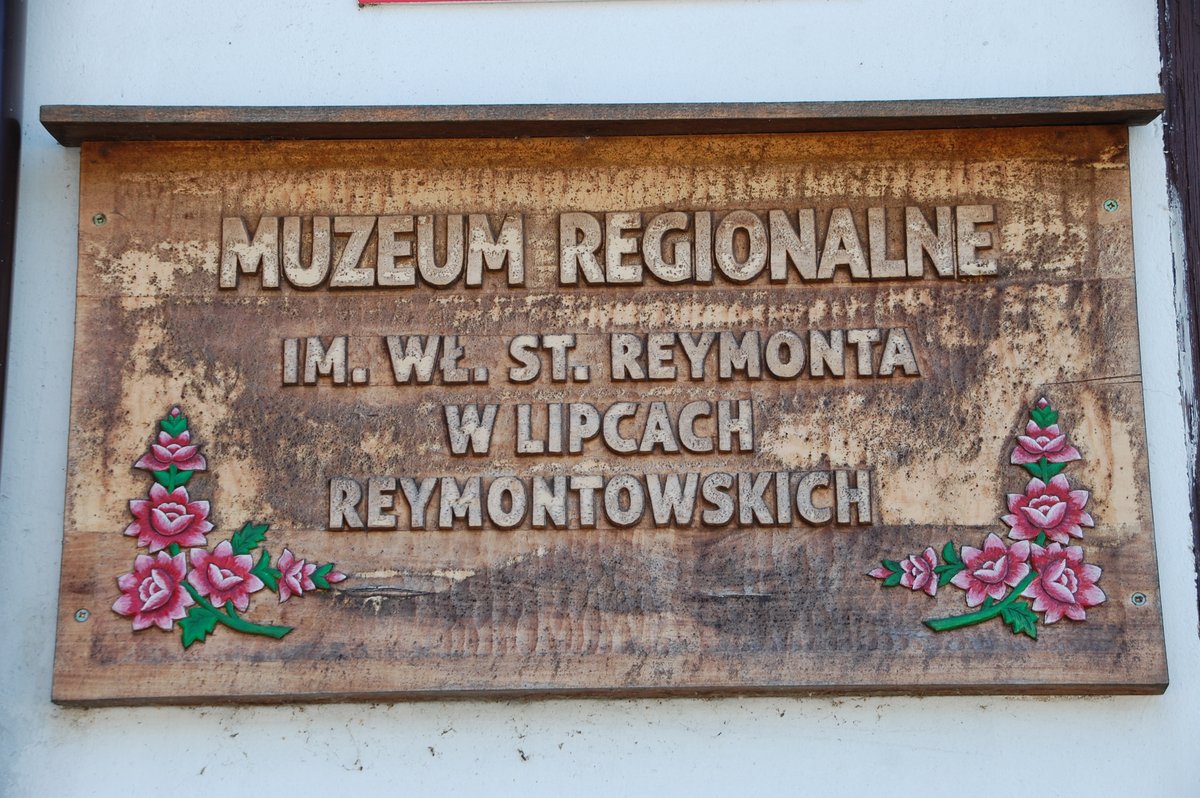 MUZEUM REGIONALNE
IM. WŁ. ST. REYMONTA
W LIPCACH
REYMONTOWSKICH